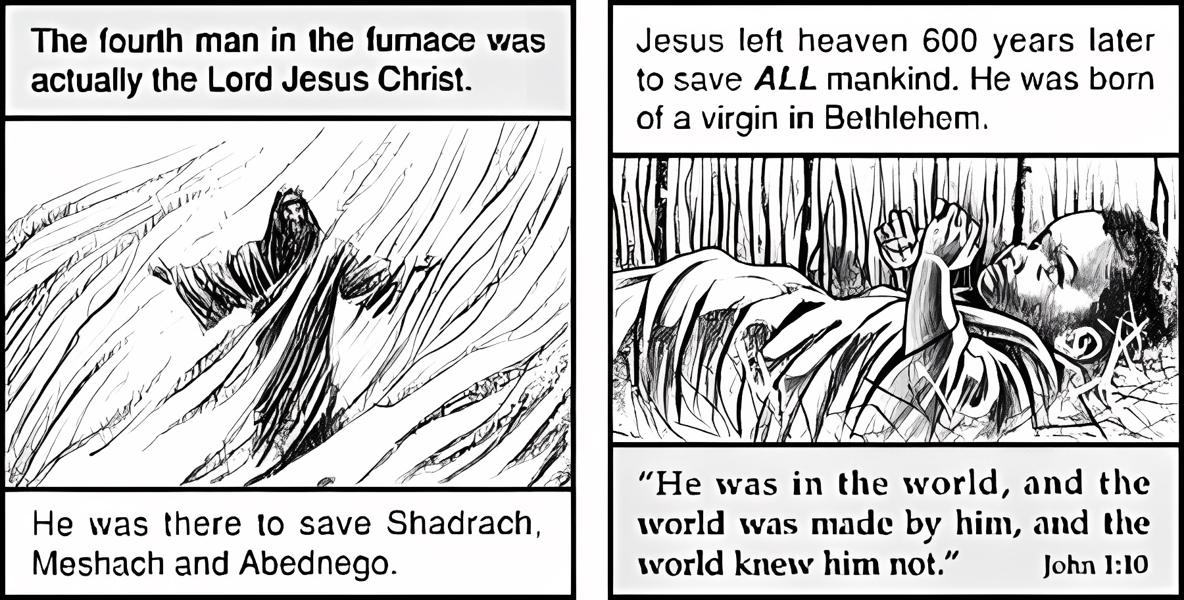 The fourth man in the furnace was
actually the Lord Jesus Christ.
He was there to save Shadrach,
Meshach and Abednego.
Jesus left heaven 600 years later
to save ALL mankind. He was born
of a virgin in Bethlehem.
“He was in the world, and the
world was made by him, and the
world knew him not.” John 1:10